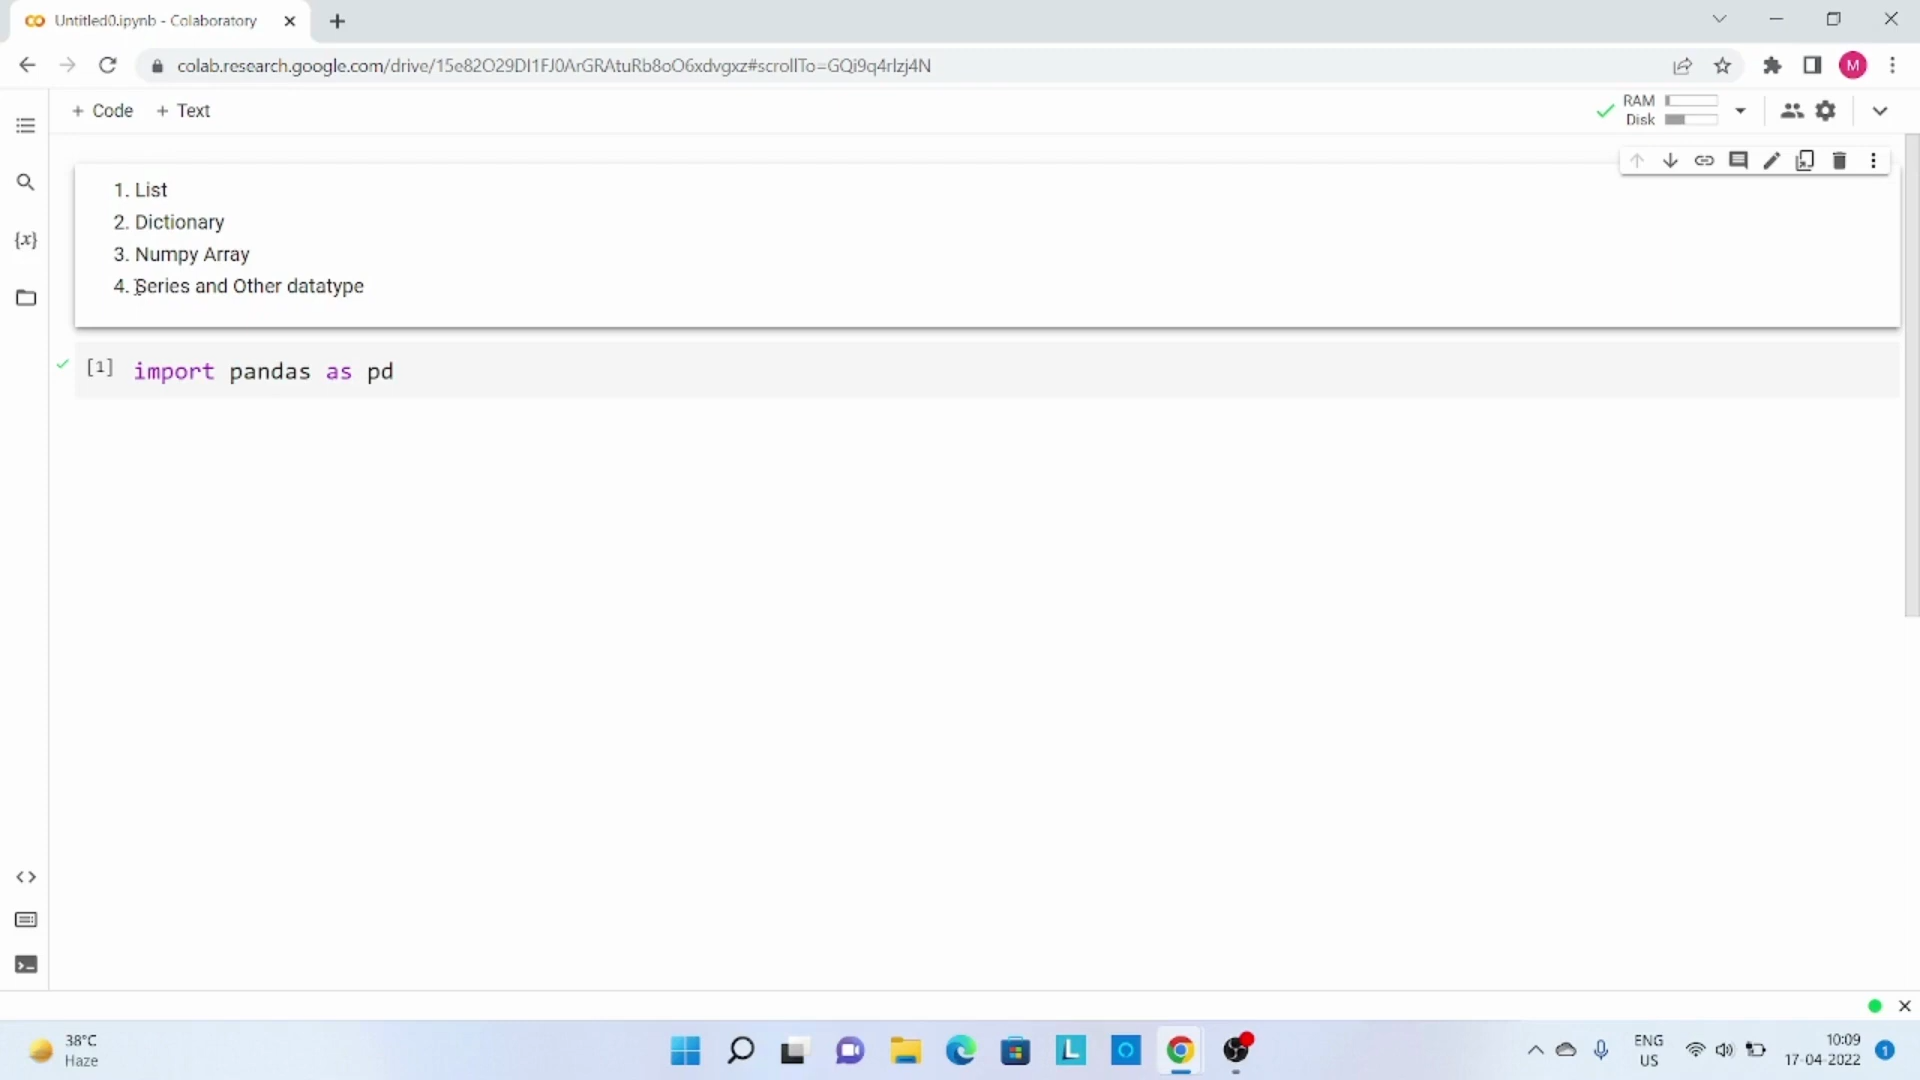 Untitled0.ipynb - Colaboratory
colab.research.google.com/drive/15e82O29DI1FJ0ArGRAtuRb8oO6xdvgxz#scrollTo=GQi9q4rlzj4N
M
+ Code + Text
RAM
Disk
{x}
1. List
2. Dictionary
3. Numpy Array
4. Series and Other datatype
[1] import pandas as pd
38°C
Haze
L
ENG
US
10:09
17-04-2022
1